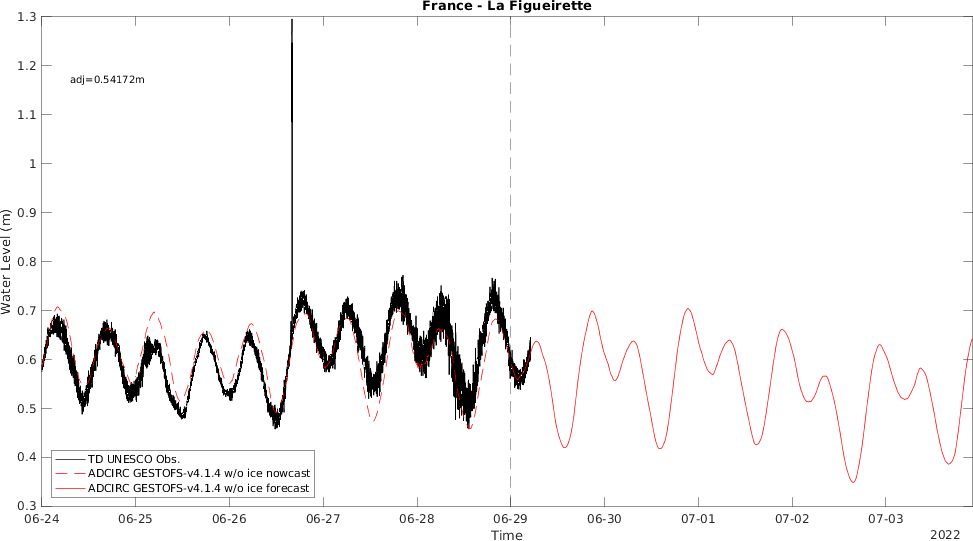 France - La Figueirette
1.3
1.2
1.1
1
0.9
0.8
0.7
0.6
0.5
0.4
0.3
Water Level (m)
adj=0.54172m
TD UNESCO Obs.
ADCIRC GESTOFS-v4.1.4 w/o ice nowcast
ADCIRC GESTOFS-v4.1.4 w/o ice forecast
06-24 06-25 06-26 06-27 06-28 06-29 06-30 07-01 07-02 07-03
Time
2022